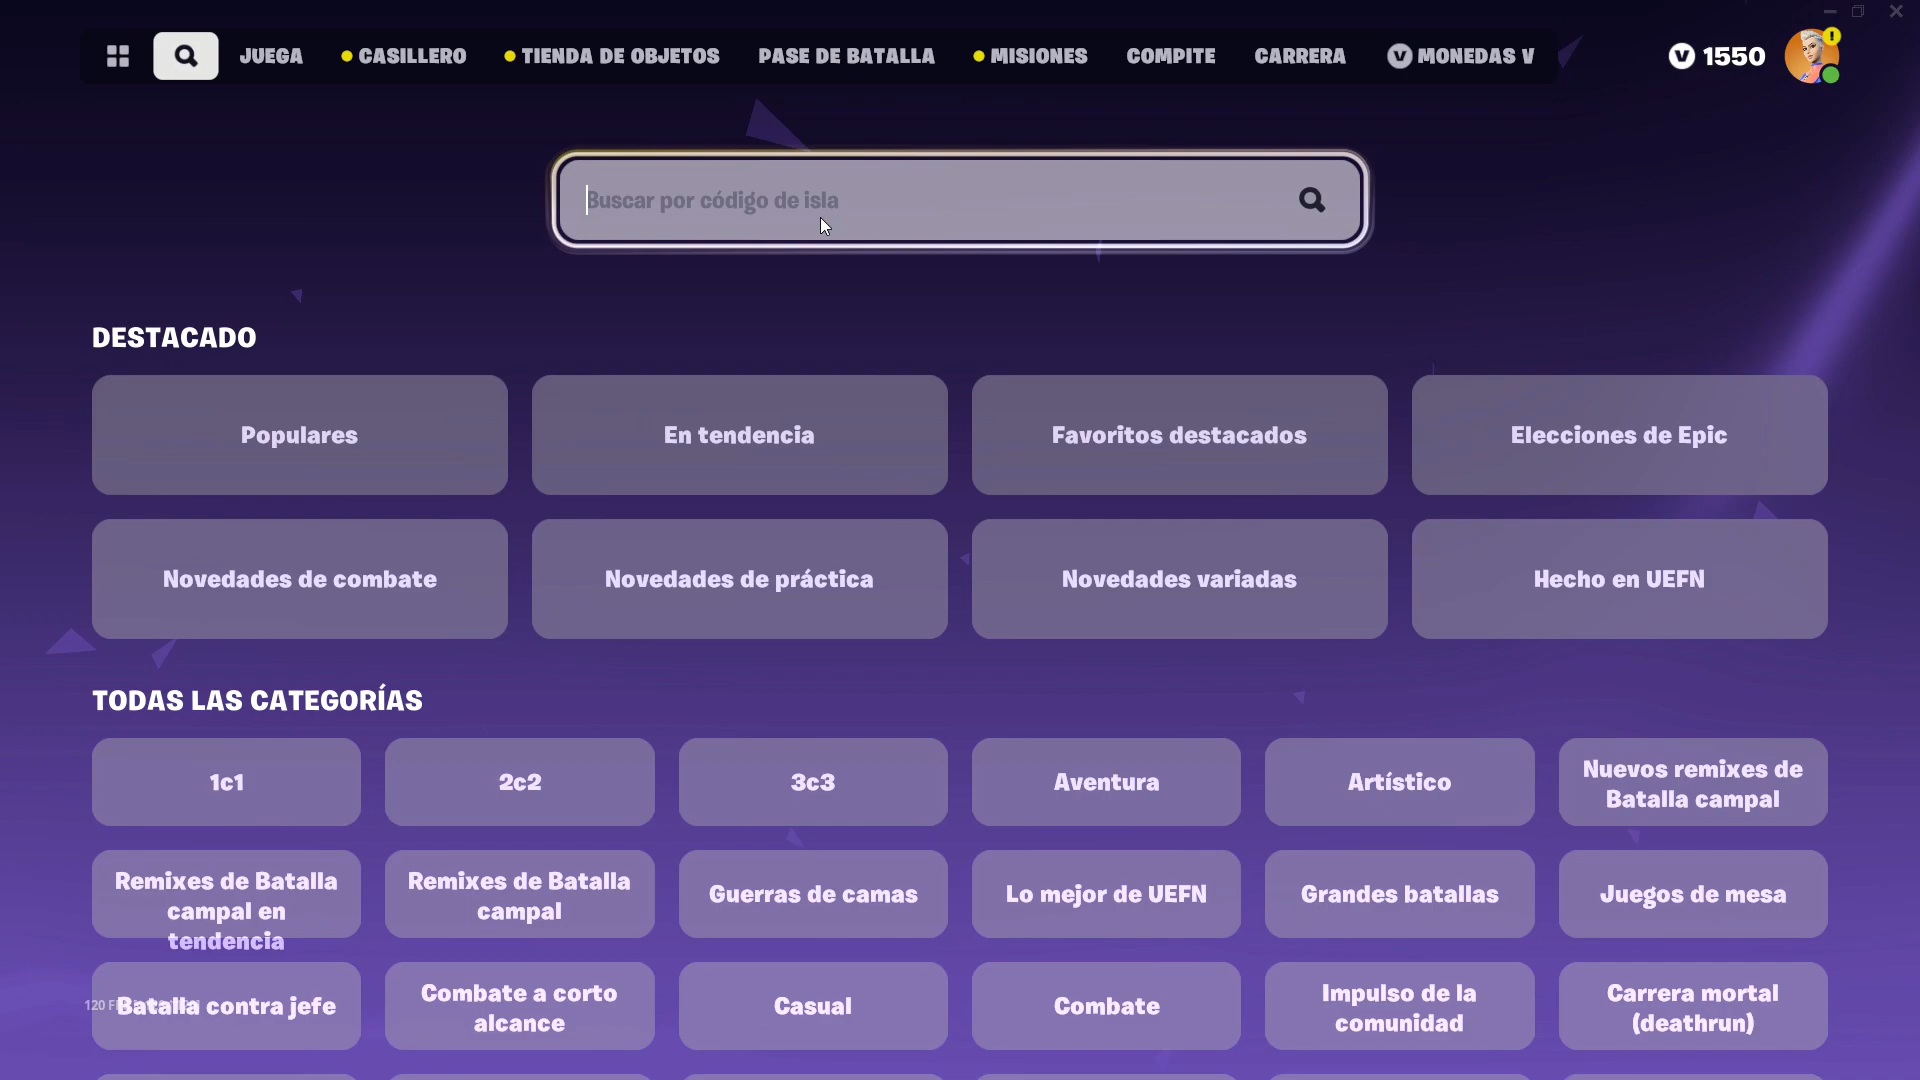 JUEGA
CASILLERO
TIENDA DE OBJETOS
PASE DE BATALLA
MISIONES
COMPITE
CARRERA
MONEDAS V
1550
Buscar por código de isla
DESTACADO
Populares
En tendencia
Favoritos destacados
Elecciones de Epic
Novedades de combate
Novedades de práctica
Novedades variadas
Hecho en UEFN
TODAS LAS CATEGORÍAS
1c1
2c2
3c3
Aventura
Artístico
Nuevos remixes de
Batalla campal
Remixes de Batalla
campal en
tendencia
Remixes de Batalla
campal
Guerras de camas
Lo mejor de UEFN
Grandes batallas
Juegos de mesa
Batalla contra jefe
Combate a corto
alcance
Casual
Combate
Impulso de la
comunidad
Carrera mortal
(deathrun)
120